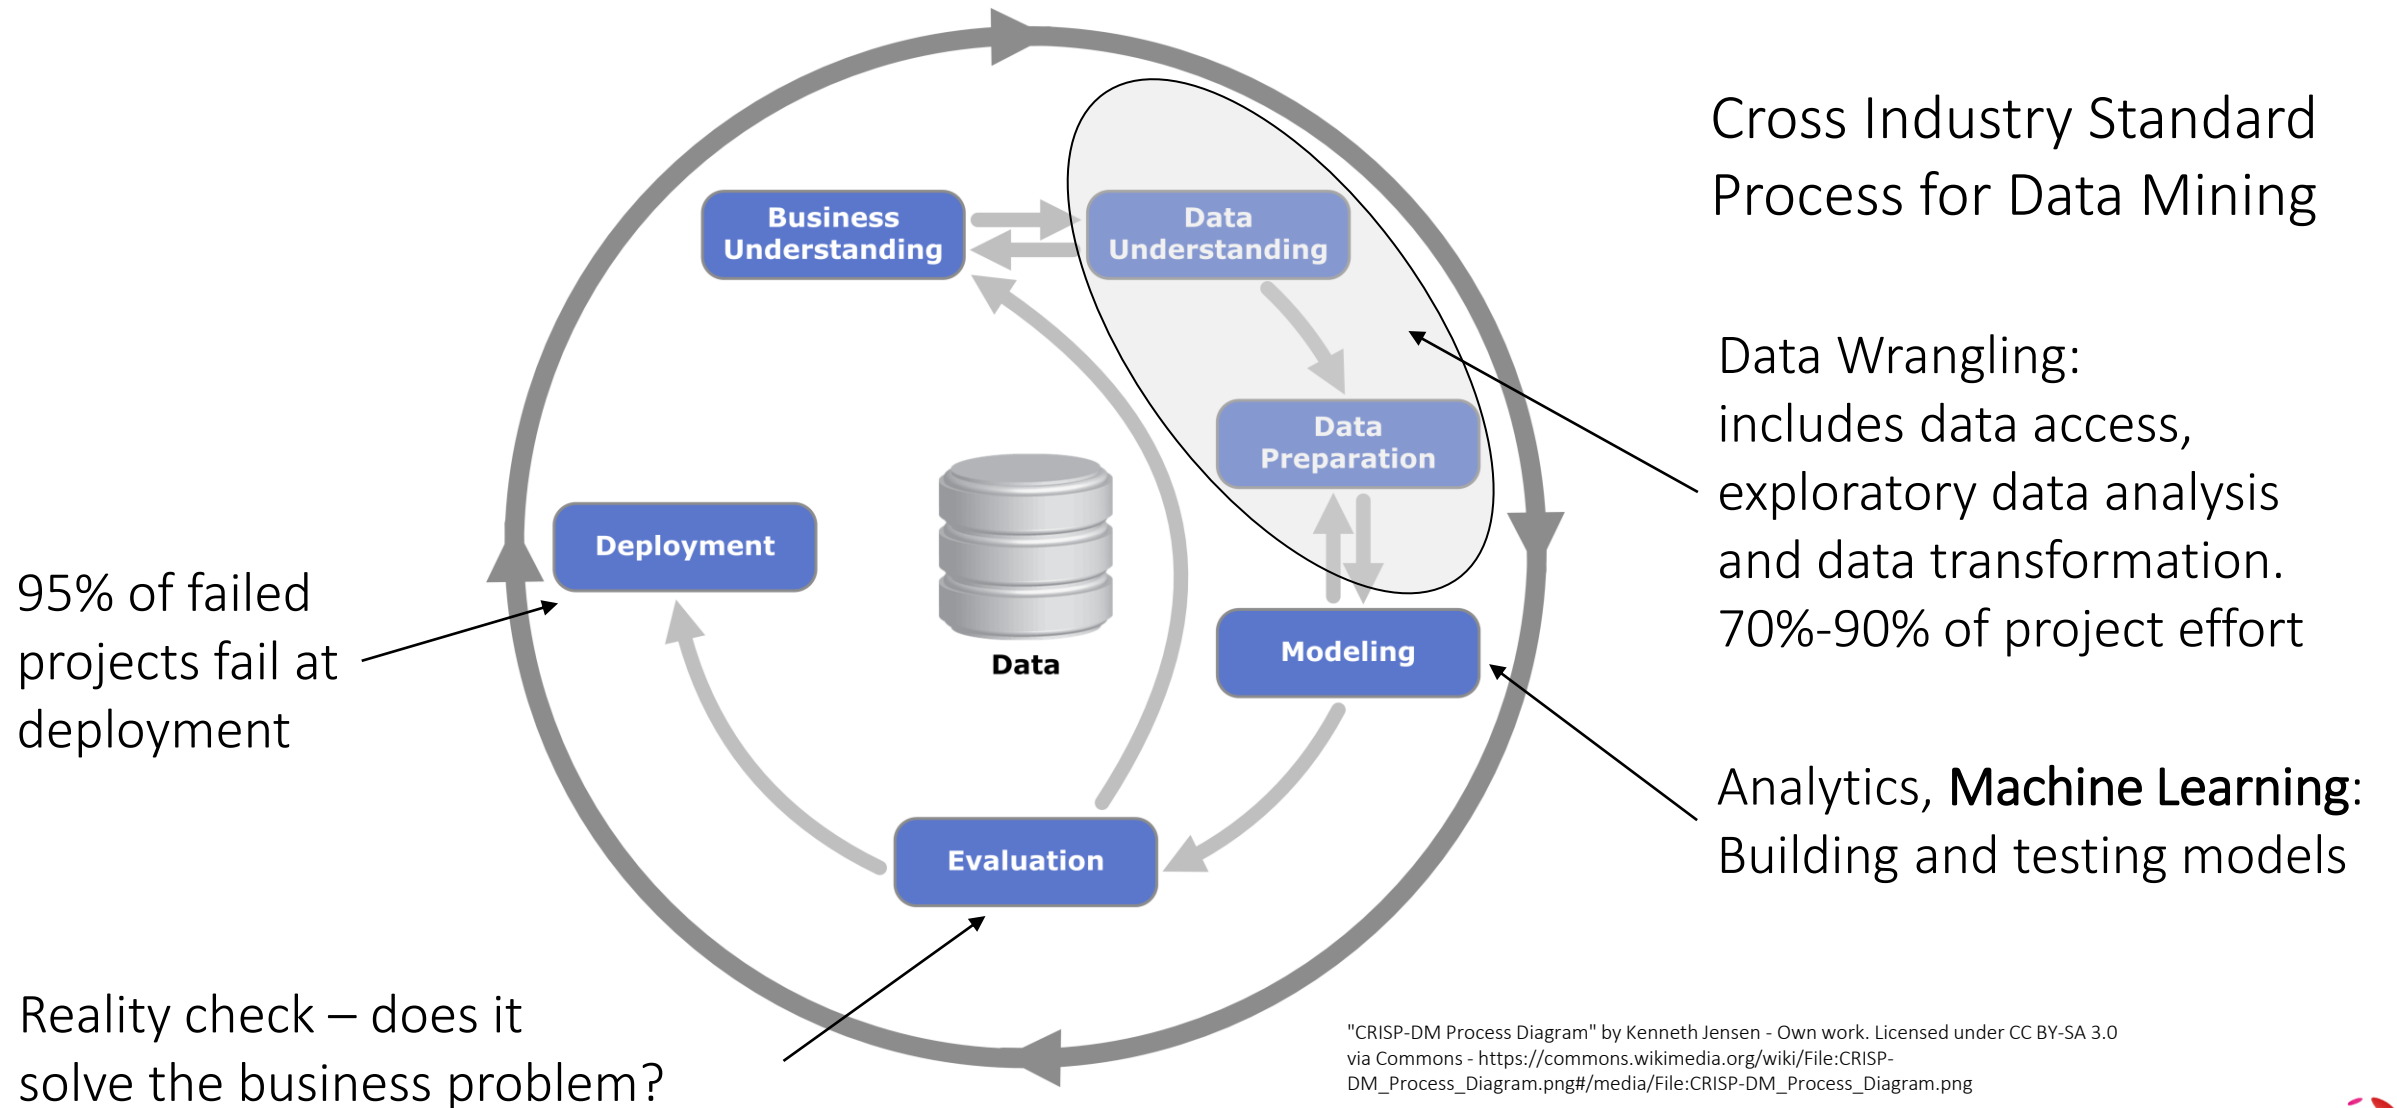 Cross Industry Standard
Process for Data Mining
Business
Understanding
Data
Understanding
Data
Preparation
Data Wrangling:
includes data access,
exploratory data analysis
and data transformation.
70%-90% of project effort
Deployment
95% of failed
projects fail at
deployment
Data
Modeling
Analytics, Machine Learning:
Building and testing models
Evaluation
Reality check – does it
solve the business problem?
"CRISP-DM Process Diagram" by Kenneth Jensen - Own work. Licensed under CC BY-SA 3.0
via Commons - https://commons.wikimedia.org/wiki/File:CRISP-
DM_Process_Diagram.png#/media/File:CRISP-DM_Process_Diagram.png